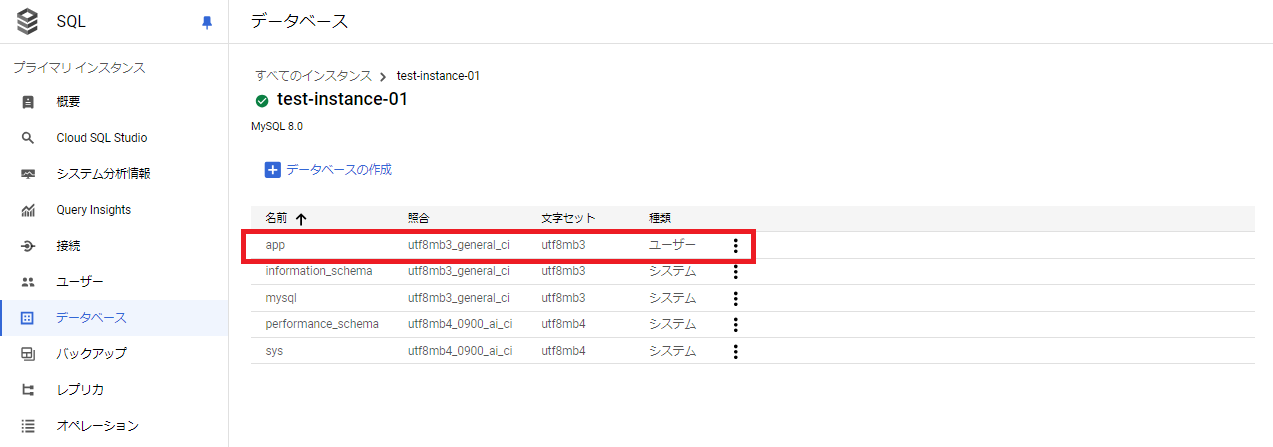 SQL
データベース
プライマリ インスタンス
概要
Cloud SQL Studio
システム分析情報
Query Insights
接続
ユーザー
データベース
バックアップ
レプリカ
オペレーション
すべてのインスタンス > test-instance-01
test-instance-01
MySQL 8.0
データベースの作成
名前 ↑ 照合 文字セット 種類
app utf8mb3_general_ci utf8mb3 ユーザー
information_schema utf8mb3_general_ci utf8mb3 システム
mysql utf8mb3_general_ci utf8mb3 システム
performance_schema utf8mb4_0900_ai_ci utf8mb4 システム
sys utf8mb4_0900_ai_ci utf8mb4 システム